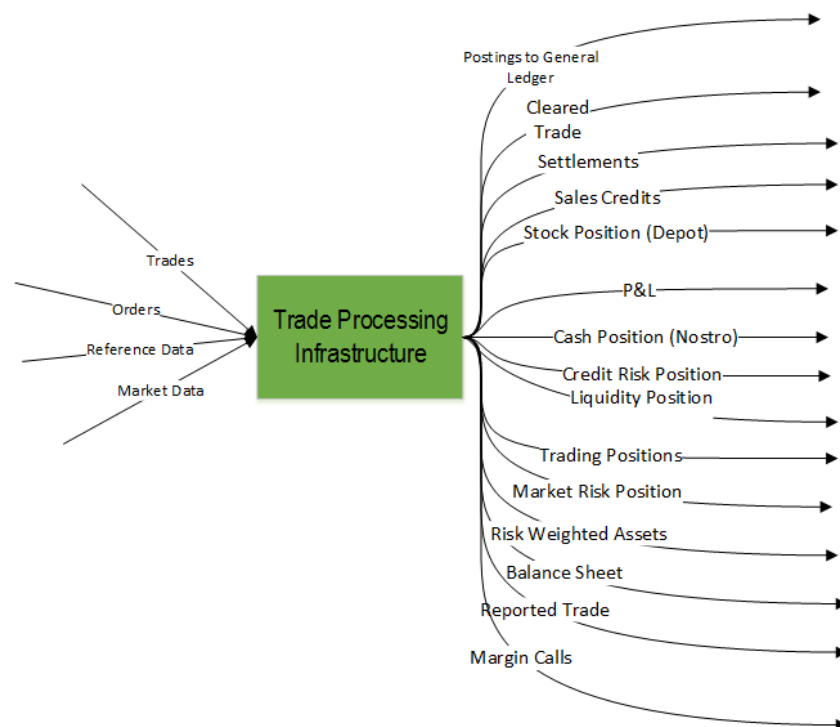 Trades
Orders
Reference Data
Market Data
Trade Processing
Infrastructure
Postings to General
Ledger
Cleared
Trade
Settlements
Sales Credits
Stock Position (Depot)
P&L
Cash Position (Nostro)
Credit Risk Position
Liquidity Position
Trading Positions
Market Risk Position
Risk Weighted Assets
Balance Sheet
Reported Trade
Margin Calls